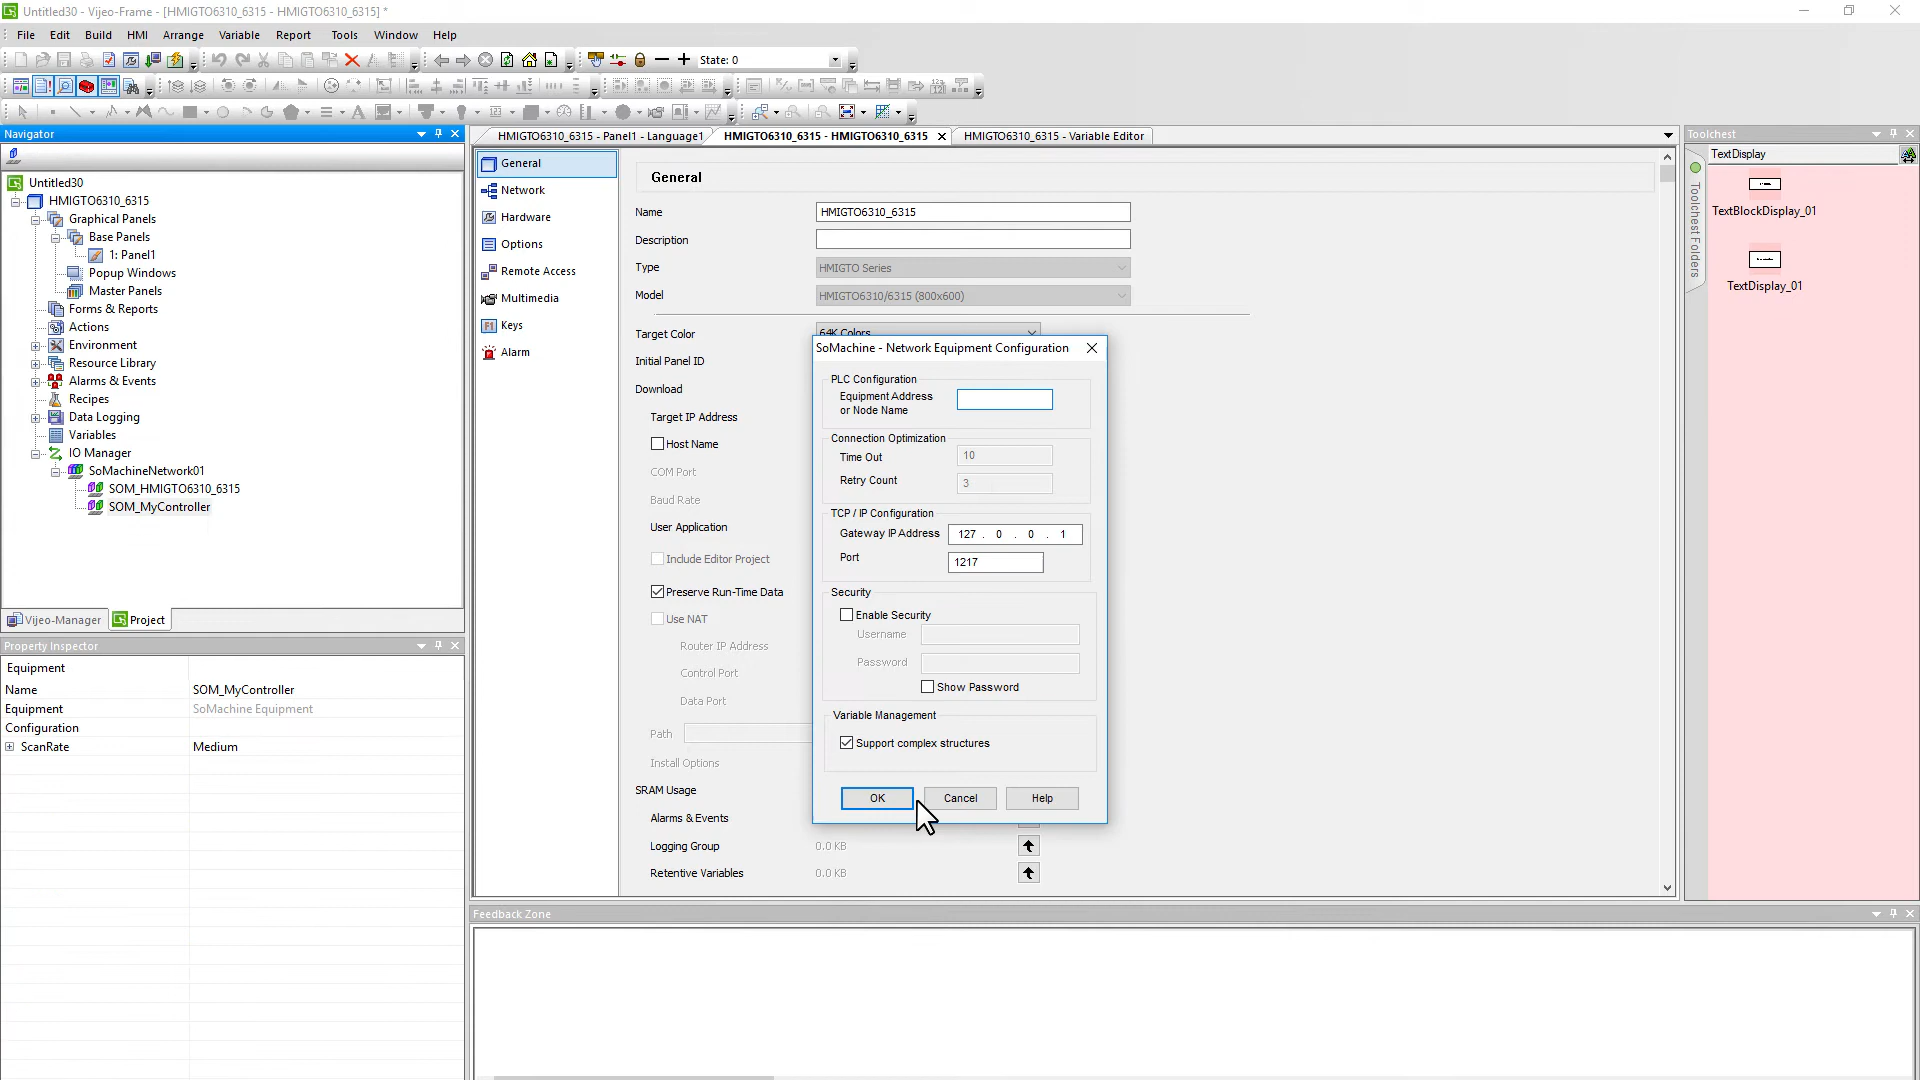 Untitled30 - Vijeo-Frame - [HMIGTO6310_6315 - HMIGTO6310_6315] *
File Edit Build HMI Arrange Variable Report Tools Window Help
State: 0
Navigator
Untitled30
HMIGTO6310_6315
Graphical Panels
Base Panels
1: Panel1
Popup Windows
Master Panels
Forms & Reports
Actions
Environment
Resource Library
Alarms & Events
Recipes
Data Logging
Variables
IO Manager
SoMachineNetwork01
SOM_HMIGTO6310_6315
SOM_MyController
Vijeo-Manager Project
Property Inspector
Equipment
Name SOM_MyController
Equipment SoMachine Equipment
Configuration
ScanRate Medium
HMIGTO6310_6315 - Panel1 - Language1 HMIGTO6310_6315 - HMIGTO6310_6315 HMIGTO6310_6315 - Variable Editor
General
Network
Hardware
Options
Remote Access
Multimedia
F1 Keys
Alarm
General
Name HMIGTO6310_6315
Description
Type HMIGTO Series
Model HMIGTO6310/6315 (800x600)
Target Color 64K Colors
Initial Panel ID
Download
Target IP Address
Host Name
COM Port
Baud Rate
User Application
Include Editor Project
Preserve Run-Time Data
Use NAT
Router IP Address
Control Port
Data Port
Path
Install Options
SRAM Usage
Alarms & Events
Logging Group 0.0 KB
Retentive Variables 0.0 KB
SoMachine - Network Equipment Configuration
PLC Configuration
Equipment Address
or Node Name
Connection Optimization
Time Out 10
Retry Count 3
TCP / IP Configuration
Gateway IP Address 127 . 0 . 0 . 1
Port 1217
Security
Enable Security
Username
Password
Show Password
Variable Management
Support complex structures
OK Cancel Help
Feedback Zone
Toolchest
TextDisplay
Toolchest Folders
TextBlockDisplay_01
TextDisplay_01